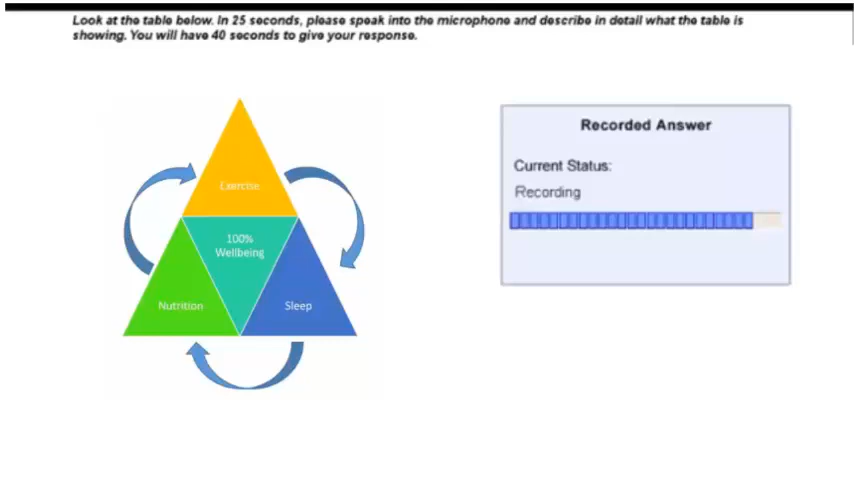 Look at the table below. In 25 seconds, please speak into the microphone and describe in detail what the table is
showing. You will have 40 seconds to give your response.
Recorded Answer
Current Status:
Recording
Exercise
100%
Wellbeing
Nutrition
Sleep